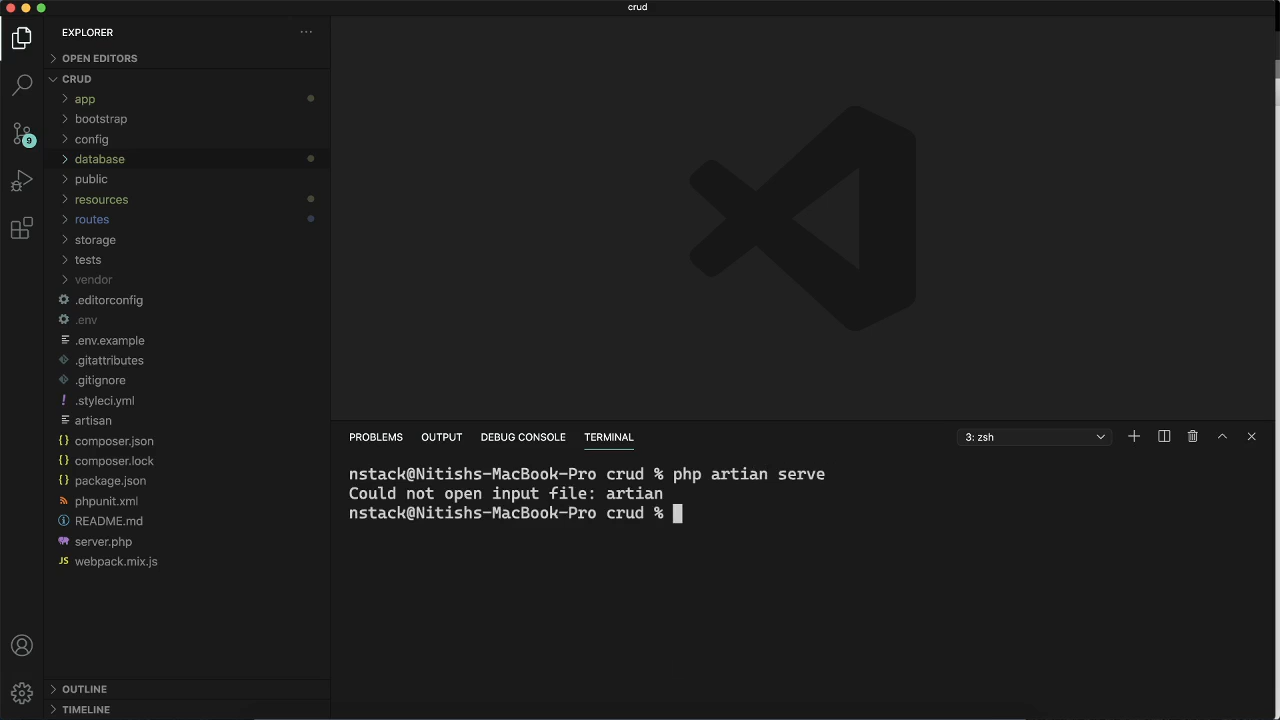 crud
EXPLORER
OPEN EDITORS
CRUD
app
bootstrap
config
database
public
resources
routes
storage
tests
vendor
.editorconfig
.env
.env.example
.gitattributes
.gitignore
.styleci.yml
artisan
composer.json
composer.lock
package.json
phpunit.xml
README.md
server.php
webpack.mix.js
OUTLINE
TIMELINE
9
PROBLEMS OUTPUT DEBUG CONSOLE TERMINAL 3: zsh
nstack@Nitishs-MacBook-Pro crud % php artian serve
Could not open input file: artian
nstack@Nitishs-MacBook-Pro crud %